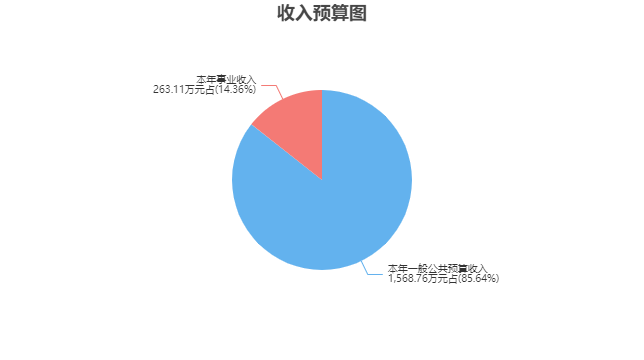 收入预算图
本年事业收入
263.11万元占(14.36%)
本年一般公共预算收入
1,568.76万元占(85.64%)